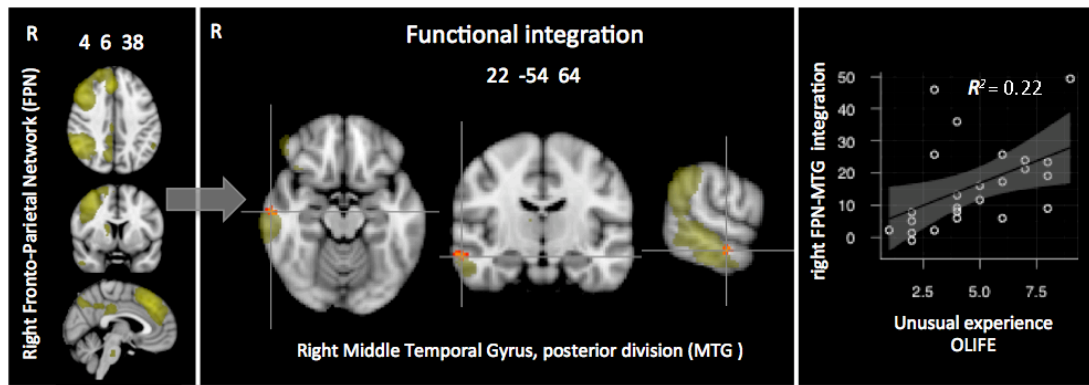 R
4 6 38
Right Fronto-Parietal Network (FPN)
R
Functional integration
22 -54 64
Right Middle Temporal Gyrus, posterior division (MTG )
right FPN-MTG integration
50
40
30
20
10
0
R² = 0.22
2.5 5.0 7.5
Unusual experience
OLIFE